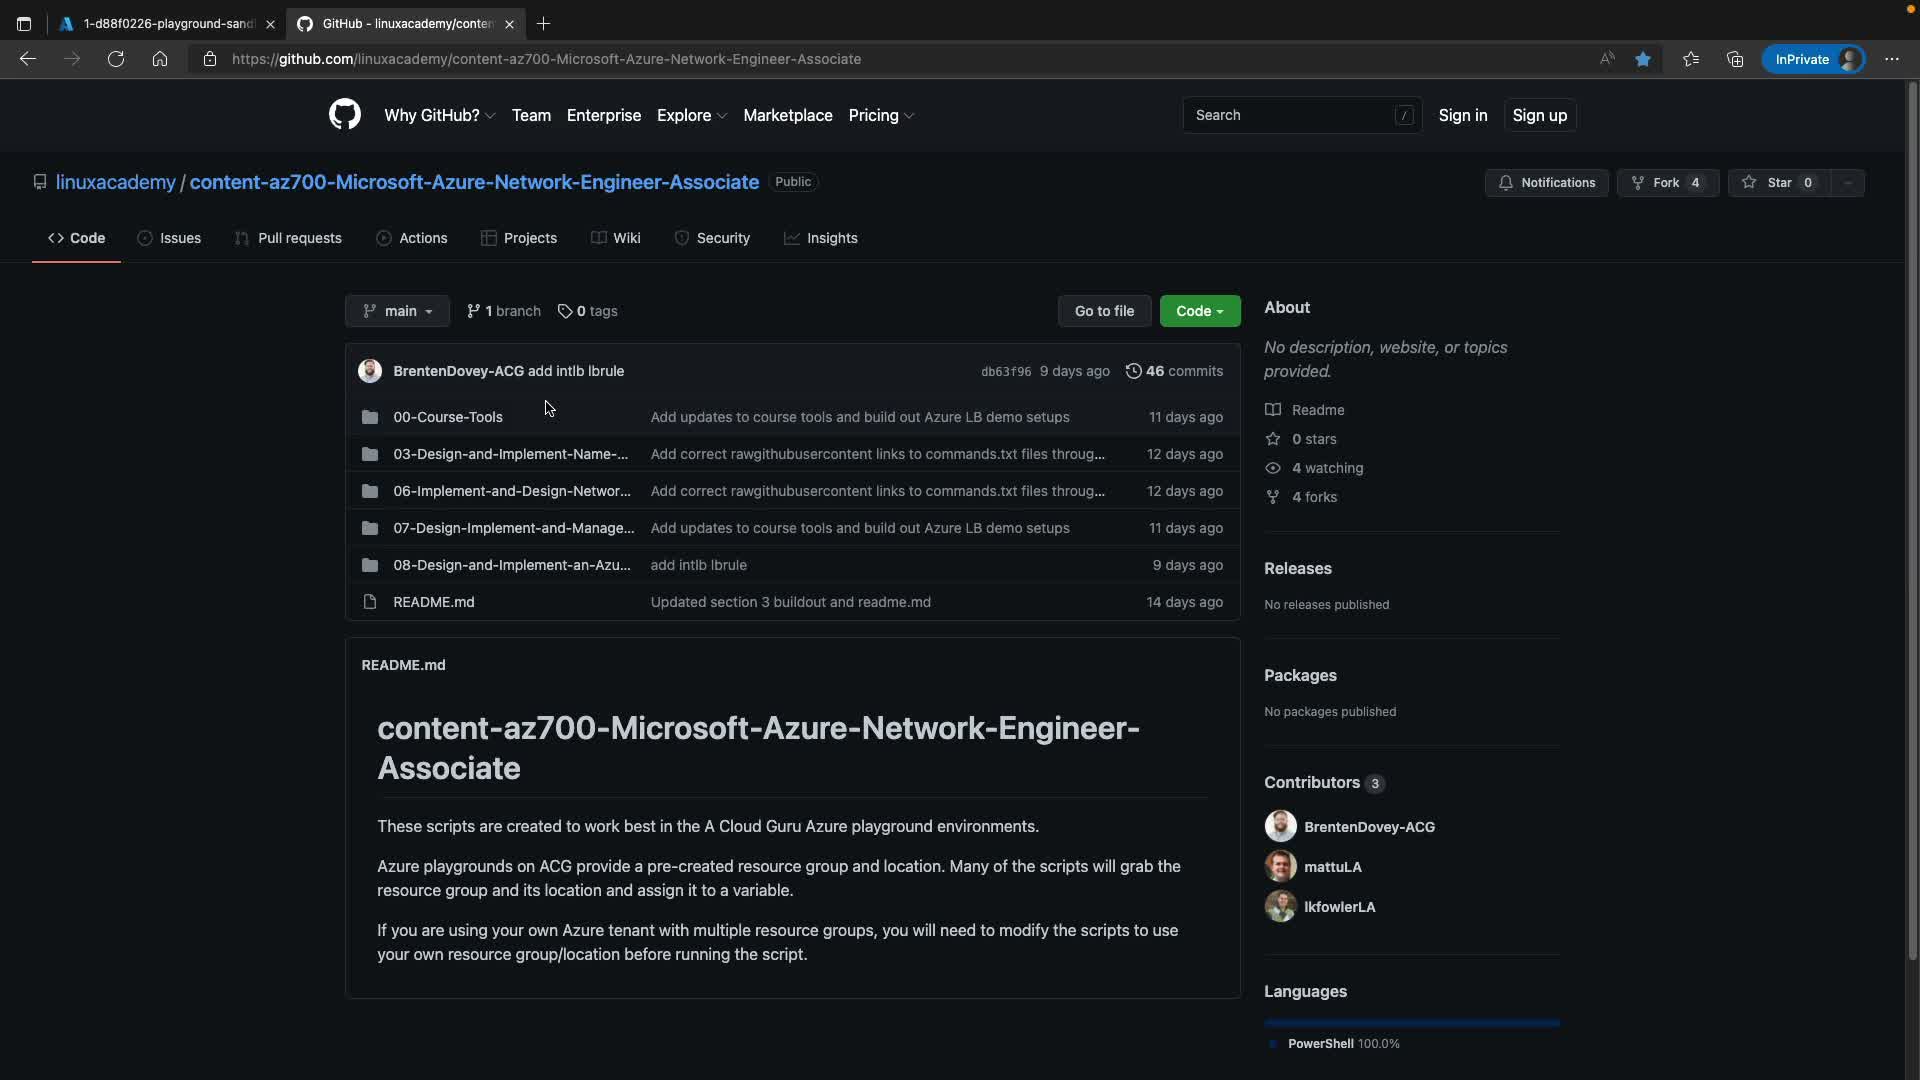 1-d88f0226-playground-sand
GitHub - linuxacademy/conten
https://github.com/linuxacademy/content-az700-Microsoft-Azure-Network-Engineer-Associate
InPrivate
Why GitHub? Team Enterprise Explore Marketplace Pricing
Search /
Sign in Sign up
linuxacademy / content-az700-Microsoft-Azure-Network-Engineer-Associate Public
Notifications Fork 4 Star 0
Code Issues Pull requests Actions Projects Wiki Security Insights
main 1 branch 0 tags Go to file Code
BrentenDovey-ACG add intlb lbrule db63f96 9 days ago 46 commits
00-Course-Tools Add updates to course tools and build out Azure LB demo setups 11 days ago
03-Design-and-Implement-Name-... Add correct rawgithubusercontent links to commands.txt files throug... 12 days ago
06-Implement-and-Design-Networ... Add correct rawgithubusercontent links to commands.txt files throug... 12 days ago
07-Design-Implement-and-Manage... Add updates to course tools and build out Azure LB demo setups 11 days ago
08-Design-and-Implement-an-Azu... add intlb lbrule 9 days ago
README.md Updated section 3 buildout and readme.md 14 days ago
README.md
content-az700-Microsoft-Azure-Network-Engineer-
Associate
These scripts are created to work best in the A Cloud Guru Azure playground environments.
Azure playgrounds on ACG provide a pre-created resource group and location. Many of the scripts will grab the
resource group and its location and assign it to a variable.
If you are using your own Azure tenant with multiple resource groups, you will need to modify the scripts to use
your own resource group/location before running the script.
About
No description, website, or topics
provided.
Readme
0 stars
4 watching
4 forks
Releases
No releases published
Packages
No packages published
Contributors 3
BrentenDovey-ACG
mattuLA
lkfowlerLA
Languages
PowerShell 100.0%